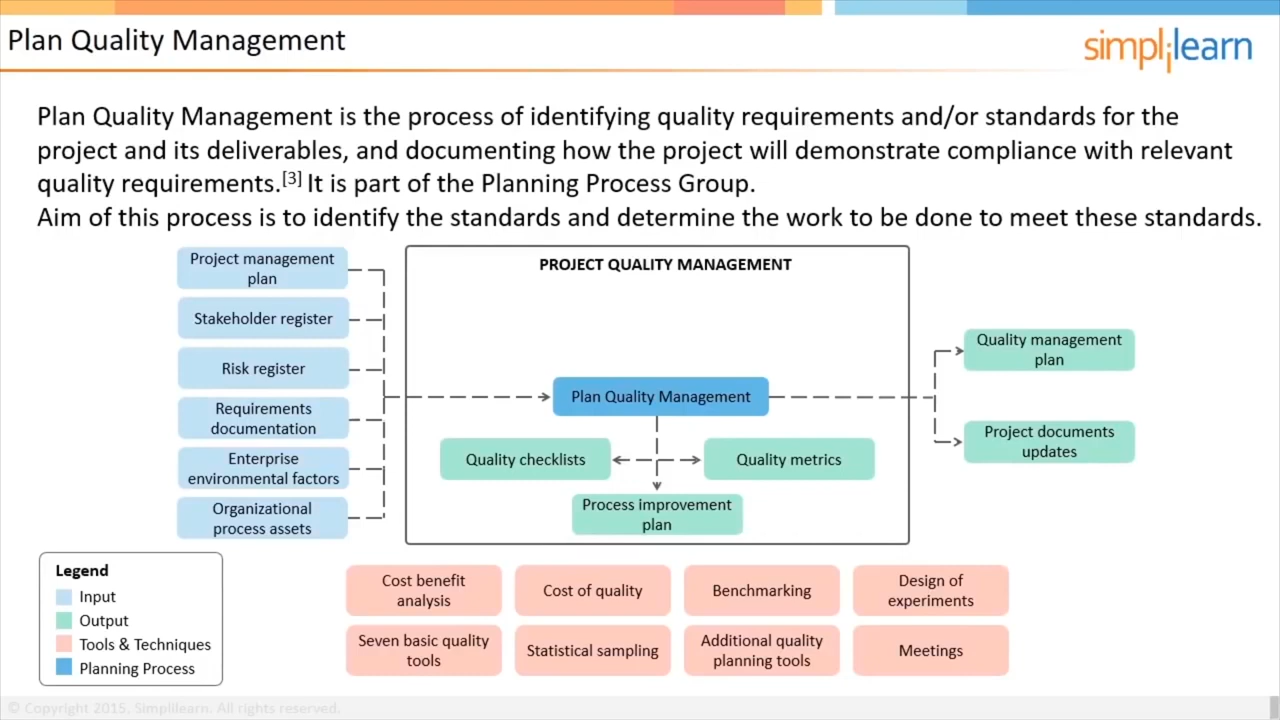 Plan Quality Management
simplilearn
Plan Quality Management is the process of identifying quality requirements and/or standards for the
project and its deliverables, and documenting how the project will demonstrate compliance with relevant
quality requirements.[3] It is part of the Planning Process Group.
Aim of this process is to identify the standards and determine the work to be done to meet these standards.
Project management
plan
Stakeholder register
Risk register
Requirements
documentation
Enterprise
environmental factors
Organizational
process assets
PROJECT QUALITY MANAGEMENT
Plan Quality Management
Quality checklists
Quality metrics
Process improvement
plan
Quality management
plan
Project documents
updates
Legend
Input
Output
Tools & Techniques
Planning Process
Cost benefit
analysis
Cost of quality
Benchmarking
Design of
experiments
Seven basic quality
tools
Statistical sampling
Additional quality
planning tools
Meetings
© Copyright 2015, Simplilearn. All rights reserved.